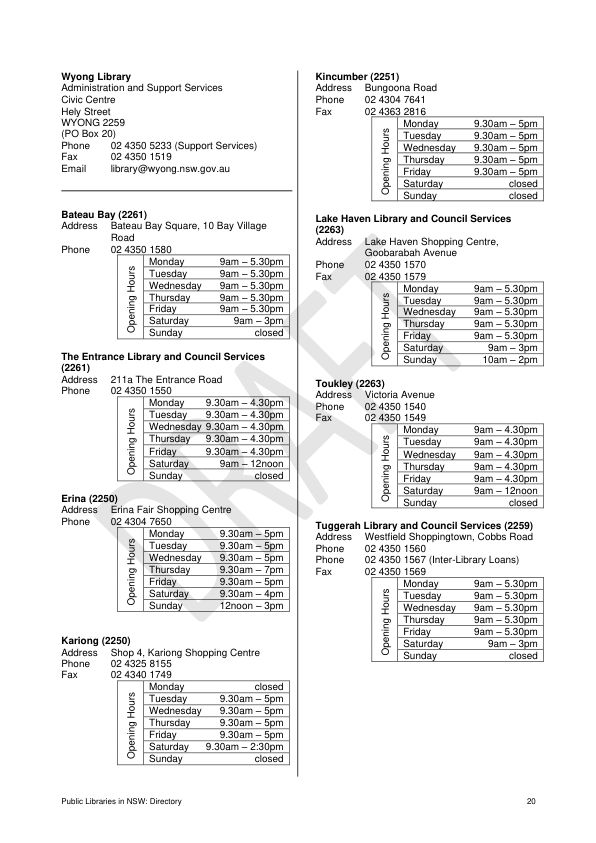 Wyong Library
Administration and Support Services
Civic Centre
Hely Street
WYONG 2259
(PO Box 20)
Phone 02 4350 5233 (Support Services)
Fax 02 4350 1519
Email library@wyong.nsw.gov.au
Bateau Bay (2261)
Address Bateau Bay Square, 10 Bay Village
Road
Phone 02 4350 1580
Opening Hours
Monday 9am – 5.30pm
Tuesday 9am – 5.30pm
Wednesday 9am – 5.30pm
Thursday 9am – 5.30pm
Friday 9am – 5.30pm
Saturday 9am – 3pm
Sunday closed
The Entrance Library and Council Services
(2261)
Address 211a The Entrance Road
Phone 02 4350 1550
Opening Hours
Monday 9.30am – 4.30pm
Tuesday 9.30am – 4.30pm
Wednesday 9.30am – 4.30pm
Thursday 9.30am – 4.30pm
Friday 9.30am – 4.30pm
Saturday 9am – 12noon
Sunday closed
Erina (2250)
Address Erina Fair Shopping Centre
Phone 02 4304 7650
Opening Hours
Monday 9.30am – 5pm
Tuesday 9.30am – 5pm
Wednesday 9.30am – 5pm
Thursday 9.30am – 7pm
Friday 9.30am – 5pm
Saturday 9.30am – 4pm
Sunday 12noon – 3pm
Kariong (2250)
Address Shop 4, Kariong Shopping Centre
Phone 02 4325 8155
Fax 02 4340 1749
Opening Hours
Monday closed
Tuesday 9.30am – 5pm
Wednesday 9.30am – 5pm
Thursday 9.30am – 5pm
Friday 9.30am – 5pm
Saturday 9.30am – 2:30pm
Sunday closed
Kincumber (2251)
Address Bungoona Road
Phone 02 4304 7641
Fax 02 4363 2816
Opening Hours
Monday 9.30am – 5pm
Tuesday 9.30am – 5pm
Wednesday 9.30am – 5pm
Thursday 9.30am – 5pm
Friday 9.30am – 5pm
Saturday closed
Sunday closed
Lake Haven Library and Council Services
(2263)
Address Lake Haven Shopping Centre,
Goobarabah Avenue
Phone 02 4350 1570
Fax 02 4350 1579
Opening Hours
Monday 9am – 5.30pm
Tuesday 9am – 5.30pm
Wednesday 9am – 5.30pm
Thursday 9am – 5.30pm
Friday 9am – 5.30pm
Saturday 9am – 3pm
Sunday 10am – 2pm
Toukley (2263)
Address Victoria Avenue
Phone 02 4350 1540
Fax 02 4350 1549
Opening Hours
Monday 9am – 4.30pm
Tuesday 9am – 4.30pm
Wednesday 9am – 4.30pm
Thursday 9am – 4.30pm
Friday 9am – 4.30pm
Saturday 9am – 12noon
Sunday closed
Tuggerah Library and Council Services (2259)
Address Westfield Shoppingtown, Cobbs Road
Phone 02 4350 1560
Phone 02 4350 1567 (Inter-Library Loans)
Fax 02 4350 1569
Opening Hours
Monday 9am – 5.30pm
Tuesday 9am – 5.30pm
Wednesday 9am – 5.30pm
Thursday 9am – 5.30pm
Friday 9am – 5.30pm
Saturday 9am – 3pm
Sunday closed
DRAFT
Public Libraries in NSW: Directory 20